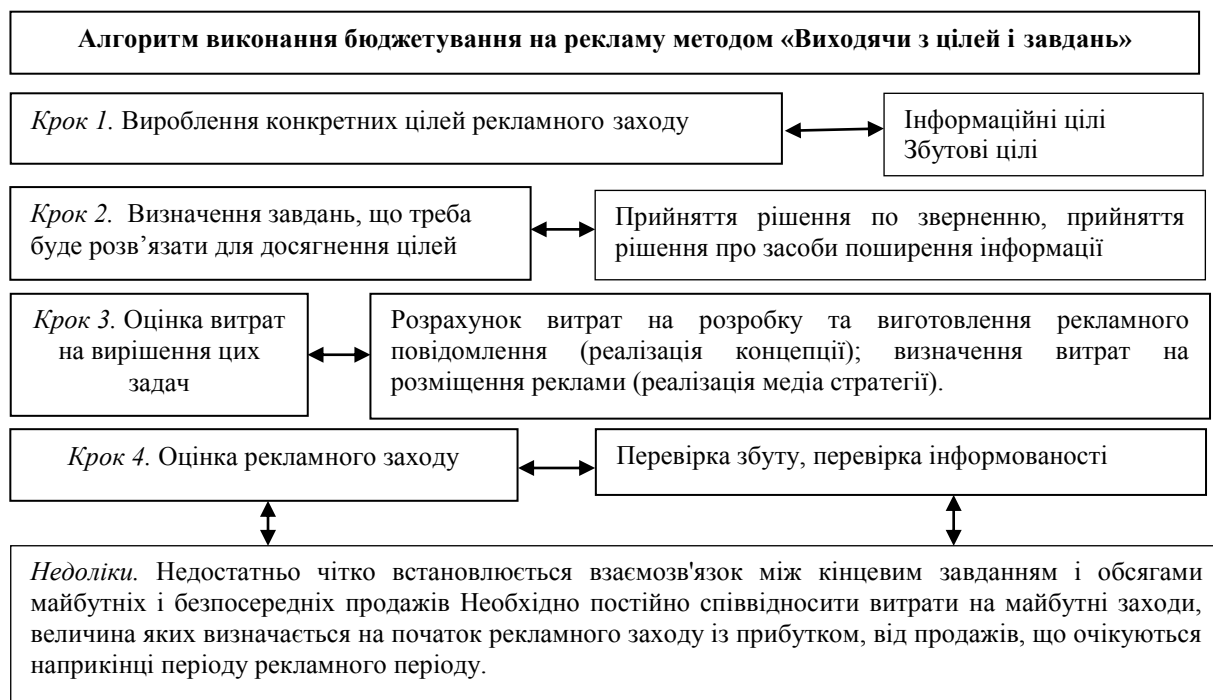 Алгоритм виконання бюджетування на рекламу методом «Виходячи з цілей і завдань»
Крок 1. Вироблення конкретних цілей рекламного заходу
Інформаційні цілі
Збутові цілі
Крок 2. Визначення завдань, що треба
буде розв’язати для досягнення цілей
Прийняття рішення по зверненню, прийняття
рішення про засоби поширення інформації
Крок 3. Оцінка витрат
на вирішення цих
задач
Розрахунок витрат на розробку та виготовлення рекламного
повідомлення (реалізація концепції); визначення витрат на
розміщення реклами (реалізація медіа стратегії).
Крок 4. Оцінка рекламного заходу
Перевірка збуту, перевірка інформованості
Недоліки. Недостатньо чітко встановлюється взаємозв'язок між кінцевим завданням і обсягами
майбутніх і безпосередніх продажів Необхідно постійно співвідносити витрати на майбутні заходи,
величина яких визначається на початок рекламного заходу із прибутком, від продажів, що очікуються
наприкінці періоду рекламного періоду.